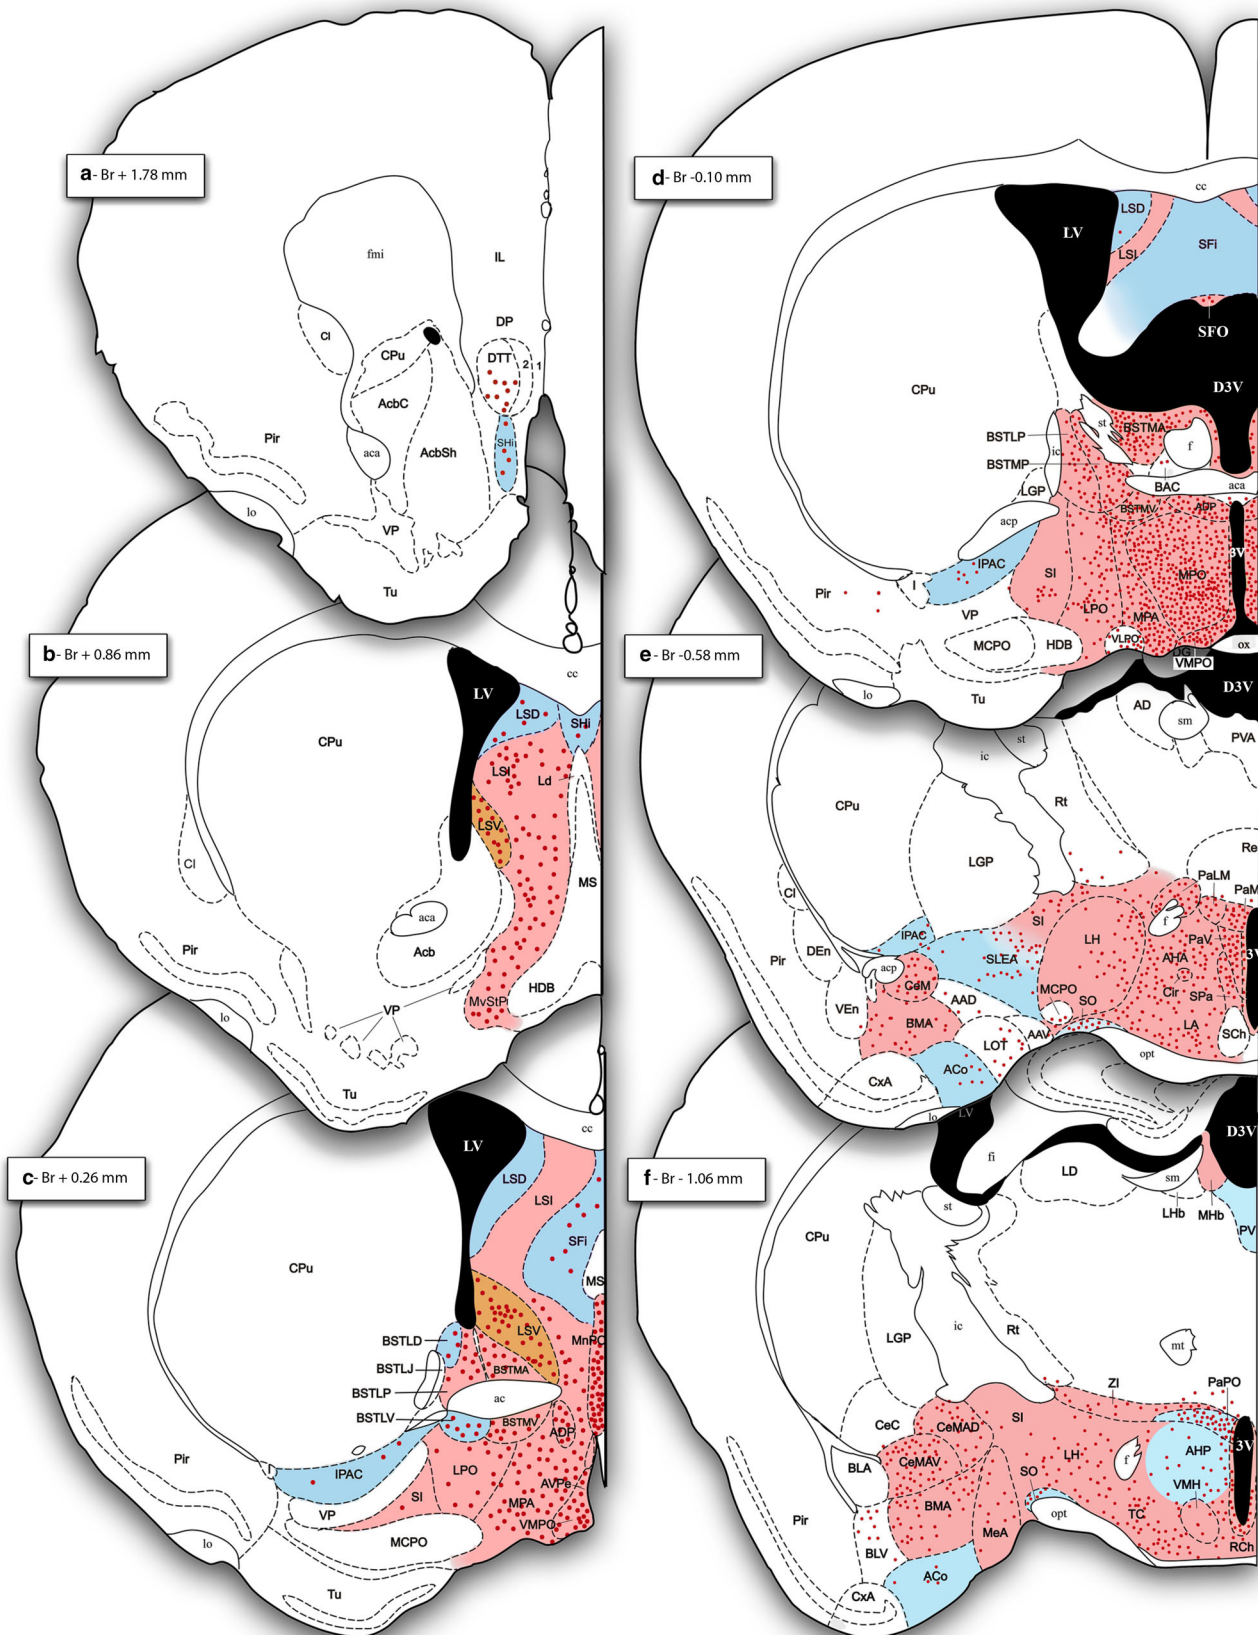 a- Br + 1.78 mm
fmi
IL
Cl
DP
CPu
DTT
2
1
AcbC
SHi
Pir
aca
AcbSh
lo
VP
Tu
b- Br + 0.86 mm
cc
LV
LSD
SHi
CPu
LSI
Ld
LSV
Cl
MS
aca
Pir
Acb
HDB
MvStP
VP
lo
Tu
c- Br + 0.26 mm
cc
LV
LSD
LSI
SFi
CPu
MS
LSV
BSTLD
MnPO
BSTLJ
BSTMA
BSTLP
ac
BSTLV
BSTMV
ADP
Pir
I
IPAC
LPO
AVPe
SI
MPA
VP
VMPO
MCPO
lo
Tu
d- Br -0.10 mm
cc
LSD
LV
SFi
LSI
SFO
D3V
CPu
st
BSTMA
BSTLP
f
ic
BSTMP
LGP
BAC
aca
BSTMV
ADP
acp
3V
IPAC
SI
MPO
I
Pir
LPO
VP
MPA
MCPO
HDB
VLPO
ox
OG
VMPO
lo
Tu
e- Br -0.58 mm
D3V
AD
sm
st
PVA
ic
CPu
Rt
LGP
Re
PaLM
Cl
PaM
SI
f
IPAC
LH
PaV
DEn
3V
Pir
SLEA
AHA
acp
CeM
Cir
SPa
MCPO
I
AAD
SO
VEn
BMA
LA
SCh
AAV
LOT
opt
ACo
CxA
lo
LV
f- Br - 1.06 mm
D3V
fi
LD
sm
st
LHb
MHb
PV
CPu
Rt
ic
LGP
mt
ZI
PaPO
CeC
SI
CeMAD
3V
AHP
LH
f
CeMAV
BLA
SO
VMH
BMA
opt
TC
Pir
MeA
BLV
RCh
ACo
CxA